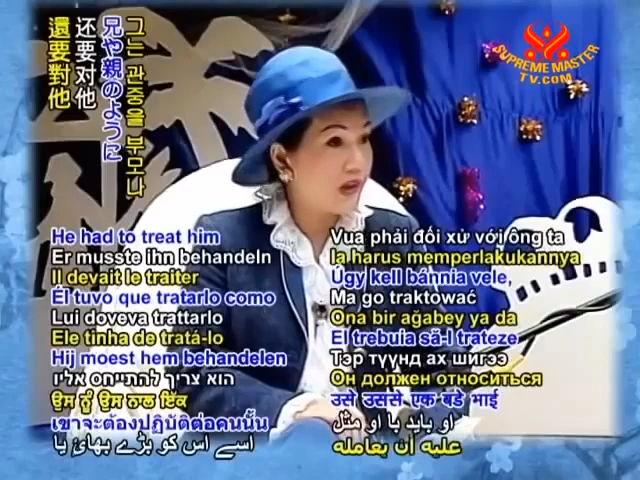 SUPREME MASTER
TV.COM
그는 관중을 부모나
兄や親のように
还要对他
還要對他
He had to treat him
Er musste ihn behandeln
Il devait le traiter
Él tuvo que tratarlo como
Lui doveva trattarlo
Ele tinha de tratá-lo
Hij moest hem behandelen
הוא צריך להתייחס אליו
ਉਸ ਨੂੰ ਉਸ ਨਾਲ ਇੱਕ
เขาจะต้องปฏิบัติต่อคนนั้น
اسے اس کو بڑے بھائی یا
Vua phải đối xử với ông ta
Ia harus memperlakukannya
Úgy kell bánnia vele,
Ma go traktować
Ona bir ağabey ya da
El trebuia să-l trateze
Тэр түүнд ах шигээ
Он должен относиться
उसे उससे एक बडे भाई
او باید با او مثل
عليه أن يعامله